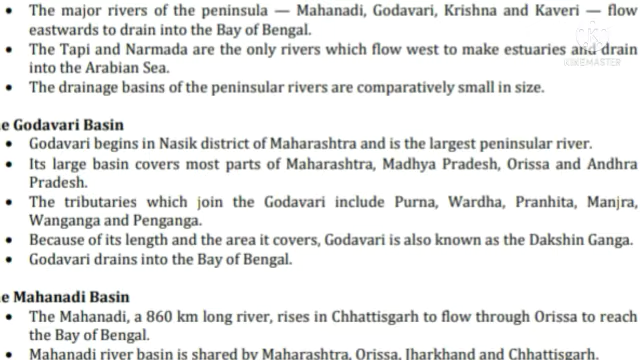 • The major rivers of the peninsula — Mahanadi, Godavari, Krishna and Kaveri — flow
eastwards to drain into the Bay of Bengal.
• The Tapi and Narmada are the only rivers which flow west to make estuaries and drain
into the Arabian Sea.
KINEMASTER
• The drainage basins of the peninsular rivers are comparatively small in size.
e Godavari Basin
• Godavari begins in Nasik district of Maharashtra and is the largest peninsular river.
• Its large basin covers most parts of Maharashtra, Madhya Pradesh, Orissa and Andhra
Pradesh.
• The tributaries which join the Godavari include Purna, Wardha, Pranhita, Manjra,
Wanganga and Penganga.
• Because of its length and the area it covers, Godavari is also known as the Dakshin Ganga.
• Godavari drains into the Bay of Bengal.
e Mahanadi Basin
• The Mahanadi, a 860 km long river, rises in Chhattisgarh to flow through Orissa to reach
the Bay of Bengal.
• Mahanadi river basin is shared by Maharashtra, Orissa, Jharkhand and Chhattisgarh.